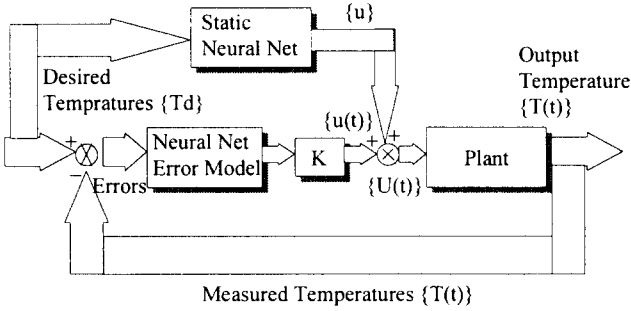 Static
Neural Net
{u}
Output
Temperature
{T(t)}
Desired
Tempratures {Td}
{u(t)}
+
+
+
Neural Net
Error Model
K
Plant
−
Errors
{U(t)}
Measured Temperatures {T(t)}